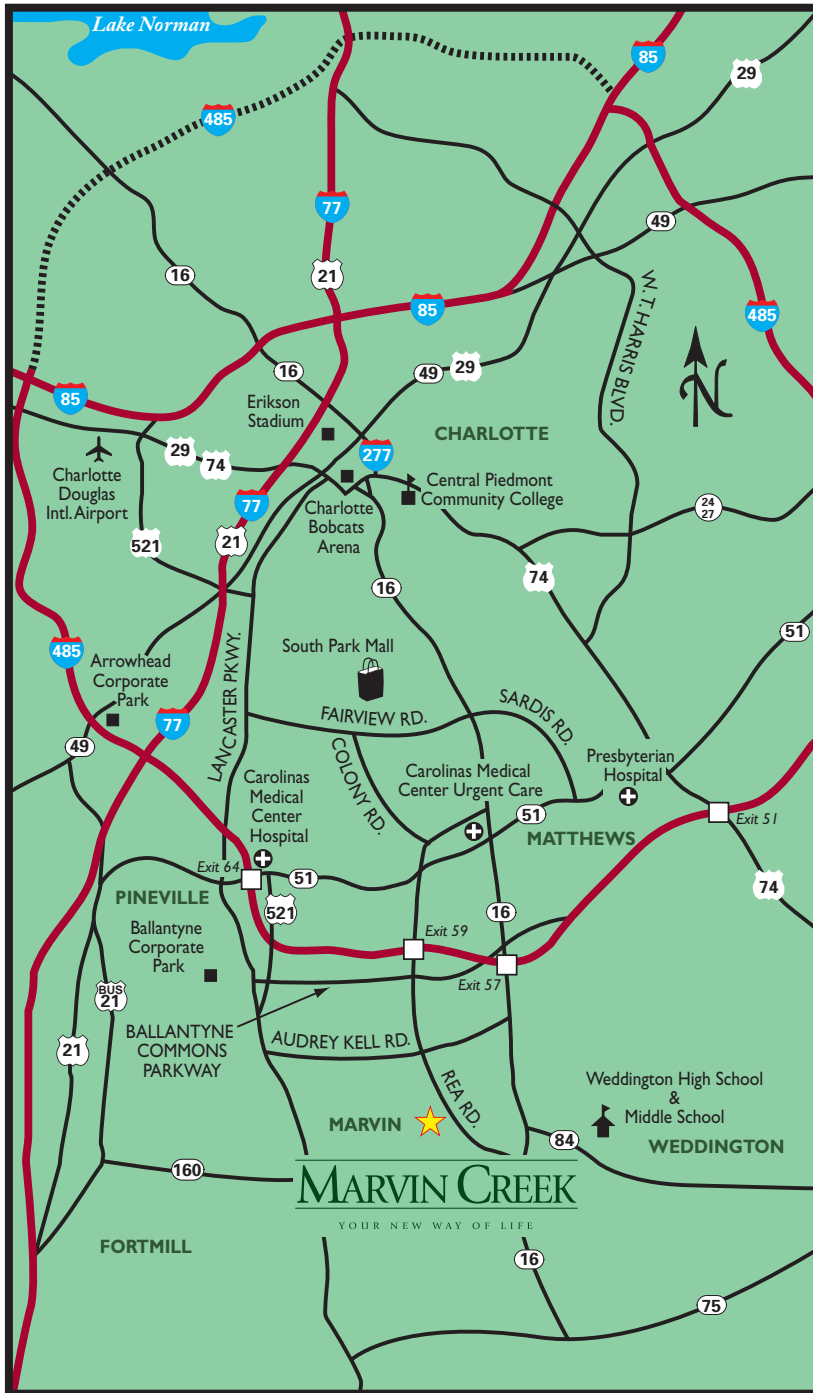 Lake Norman
85
29
485
77
49
16
21
W. T. HARRIS BLVD.
85
485
N
16
49
29
85
Erikson
Stadium
CHARLOTTE
277
29
74
Charlotte
Douglas
Intl. Airport
Central Piedmont
Community College
77
Charlotte
Bobcats
Arena
24
27
521
21
74
16
51
485
South Park Mall
Arrowhead
Corporate
Park
LANCASTER PKWY.
SARDIS RD.
FAIRVIEW RD.
77
49
COLONY RD.
Presbyterian
Hospital
Carolinas Medical
Center Urgent Care
Carolinas
Medical
Center
Hospital
51
Exit 51
MATTHEWS
Exit 64
51
74
PINEVILLE
521
16
Ballantyne
Corporate
Park
Exit 59
Exit 57
BUS
21
BALLANTYNE
COMMONS
PARKWAY
AUDREY KELL RD.
21
REA RD.
Weddington High School
&
Middle School
MARVIN
84
WEDDINGTON
160
MARVIN CREEK
YOUR NEW WAY OF LIFE
FORTMILL
16
75